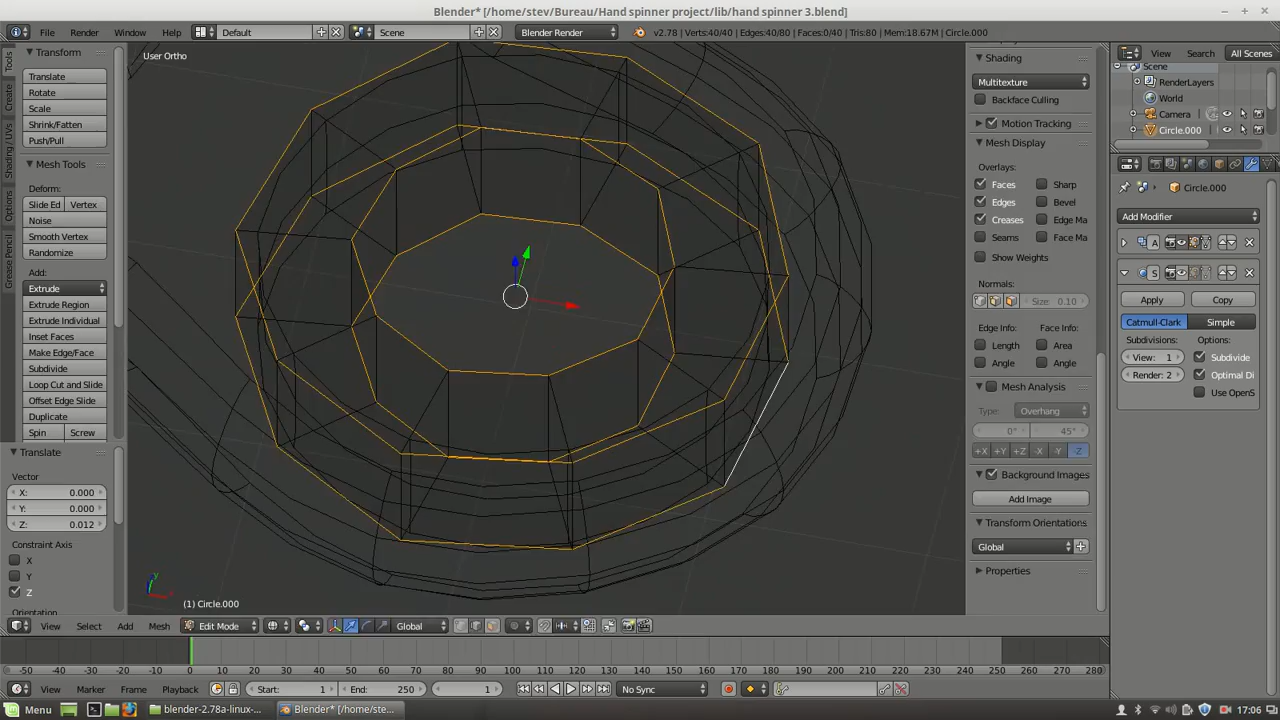 Blender* [/home/stev/Bureau/Hand spinner project/lib/hand spinner 3.blend]
File Render Window Help Default Scene Blender Render v2.78 | Verts:40/40 | Edges:40/80 | Faces:0/40 | Tris:80 | Mem:18.67M | Circle.000
View Search All Scenes
Tools
Create
Shading / UVs
Options
Grease Pencil
Transform
Translate
Rotate
Scale
Shrink/Fatten
Push/Pull
Mesh Tools
Deform:
Slide Ed Vertex
Noise
Smooth Vertex
Randomize
Add:
Extrude
Extrude Region
Extrude Individual
Inset Faces
Make Edge/Face
Subdivide
Loop Cut and Slide
Offset Edge Slide
Duplicate
Spin Screw
Translate
Vector
X: 0.000
Y: 0.000
Z: 0.012
Constraint Axis
X
Y
Z
Orientation
User Ortho
y
(1) Circle.000
Shading
Multitexture
Backface Culling
Motion Tracking
Mesh Display
Overlays:
Faces Sharp
Edges Bevel
Creases Edge Ma
Seams Face Ma
Show Weights
Normals:
Size: 0.10
Edge Info: Face Info:
Length Area
Angle Angle
Mesh Analysis
Type: Overhang
0° 45°
+X +Y +Z -X -Y -Z
Background Images
Add Image
Transform Orientations
Global
Properties
Scene
RenderLayers
World
Camera
Circle.000
Circle.000
Add Modifier
A
S
Apply Copy
Catmull-Clark Simple
Subdivisions: Options:
View: 1 Subdivide
Render: 2 Optimal Di
Use OpenS
View Select Add Mesh Edit Mode Global
-50 -40 -30 -20 -10 0 10 20 30 40 50 60 70 80 90 100 110 120 130 140 150 160 170 180 190 200 210 220 230 240 250 260 270 280
View Marker Frame Playback Start: 1 End: 250 1 No Sync
Menu blender-2.78a-linux-... Blender* [/home/ste... 17:06